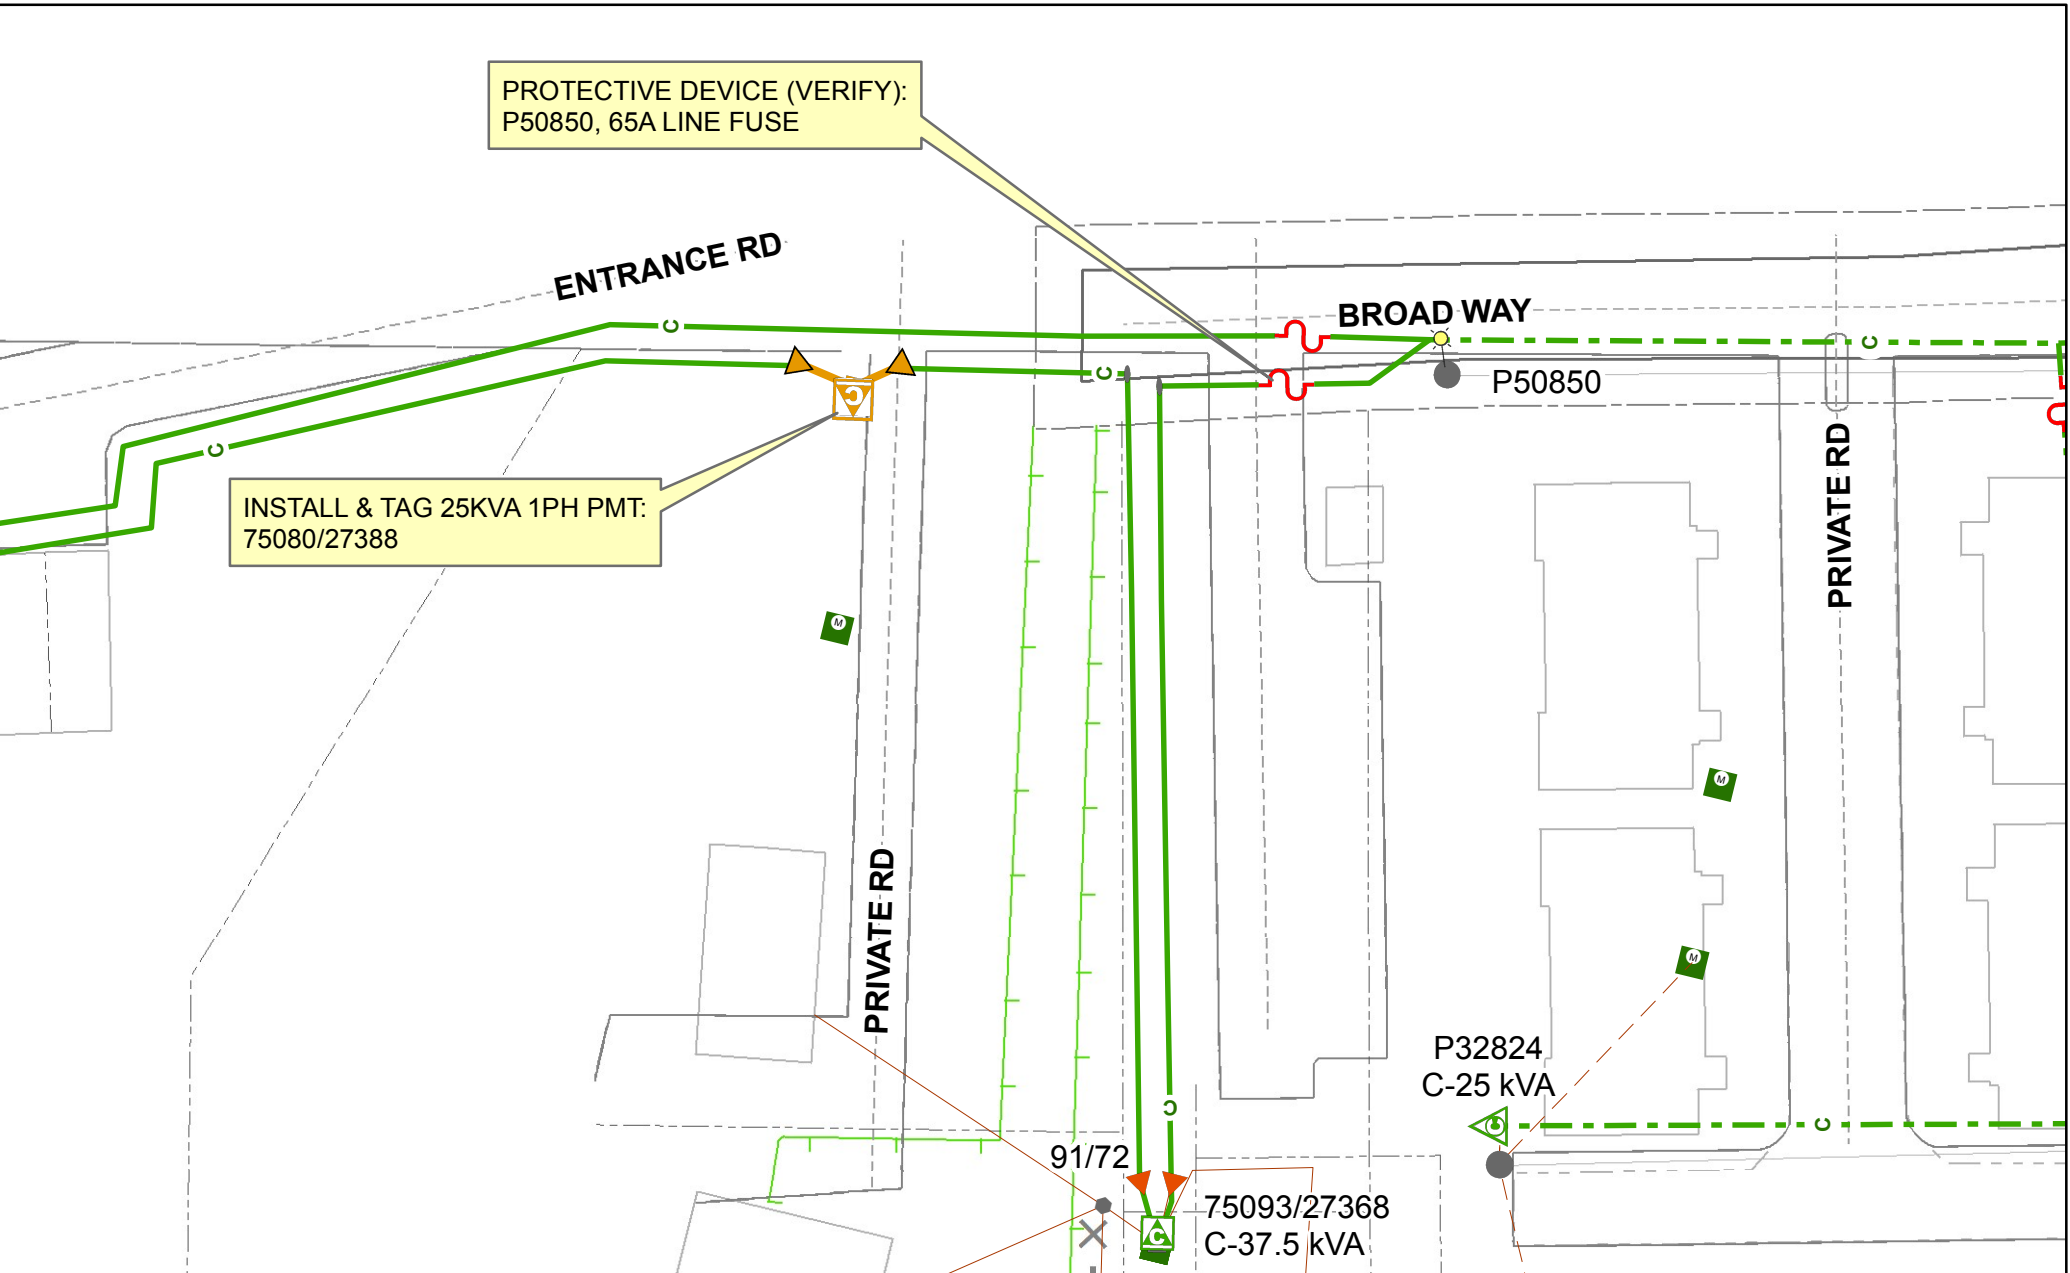 PROTECTIVE DEVICE (VERIFY):
P50850, 65A LINE FUSE
ENTRANCE RD
BROAD WAY
C
C
C
C
P50850
C
INSTALL & TAG 25KVA 1PH PMT:
75080/27388
PRIVATE RD
M
M
PRIVATE RD
M
P32824
C-25 kVA
C
C
C
91/72
75093/27368
C-37.5 kVA
C